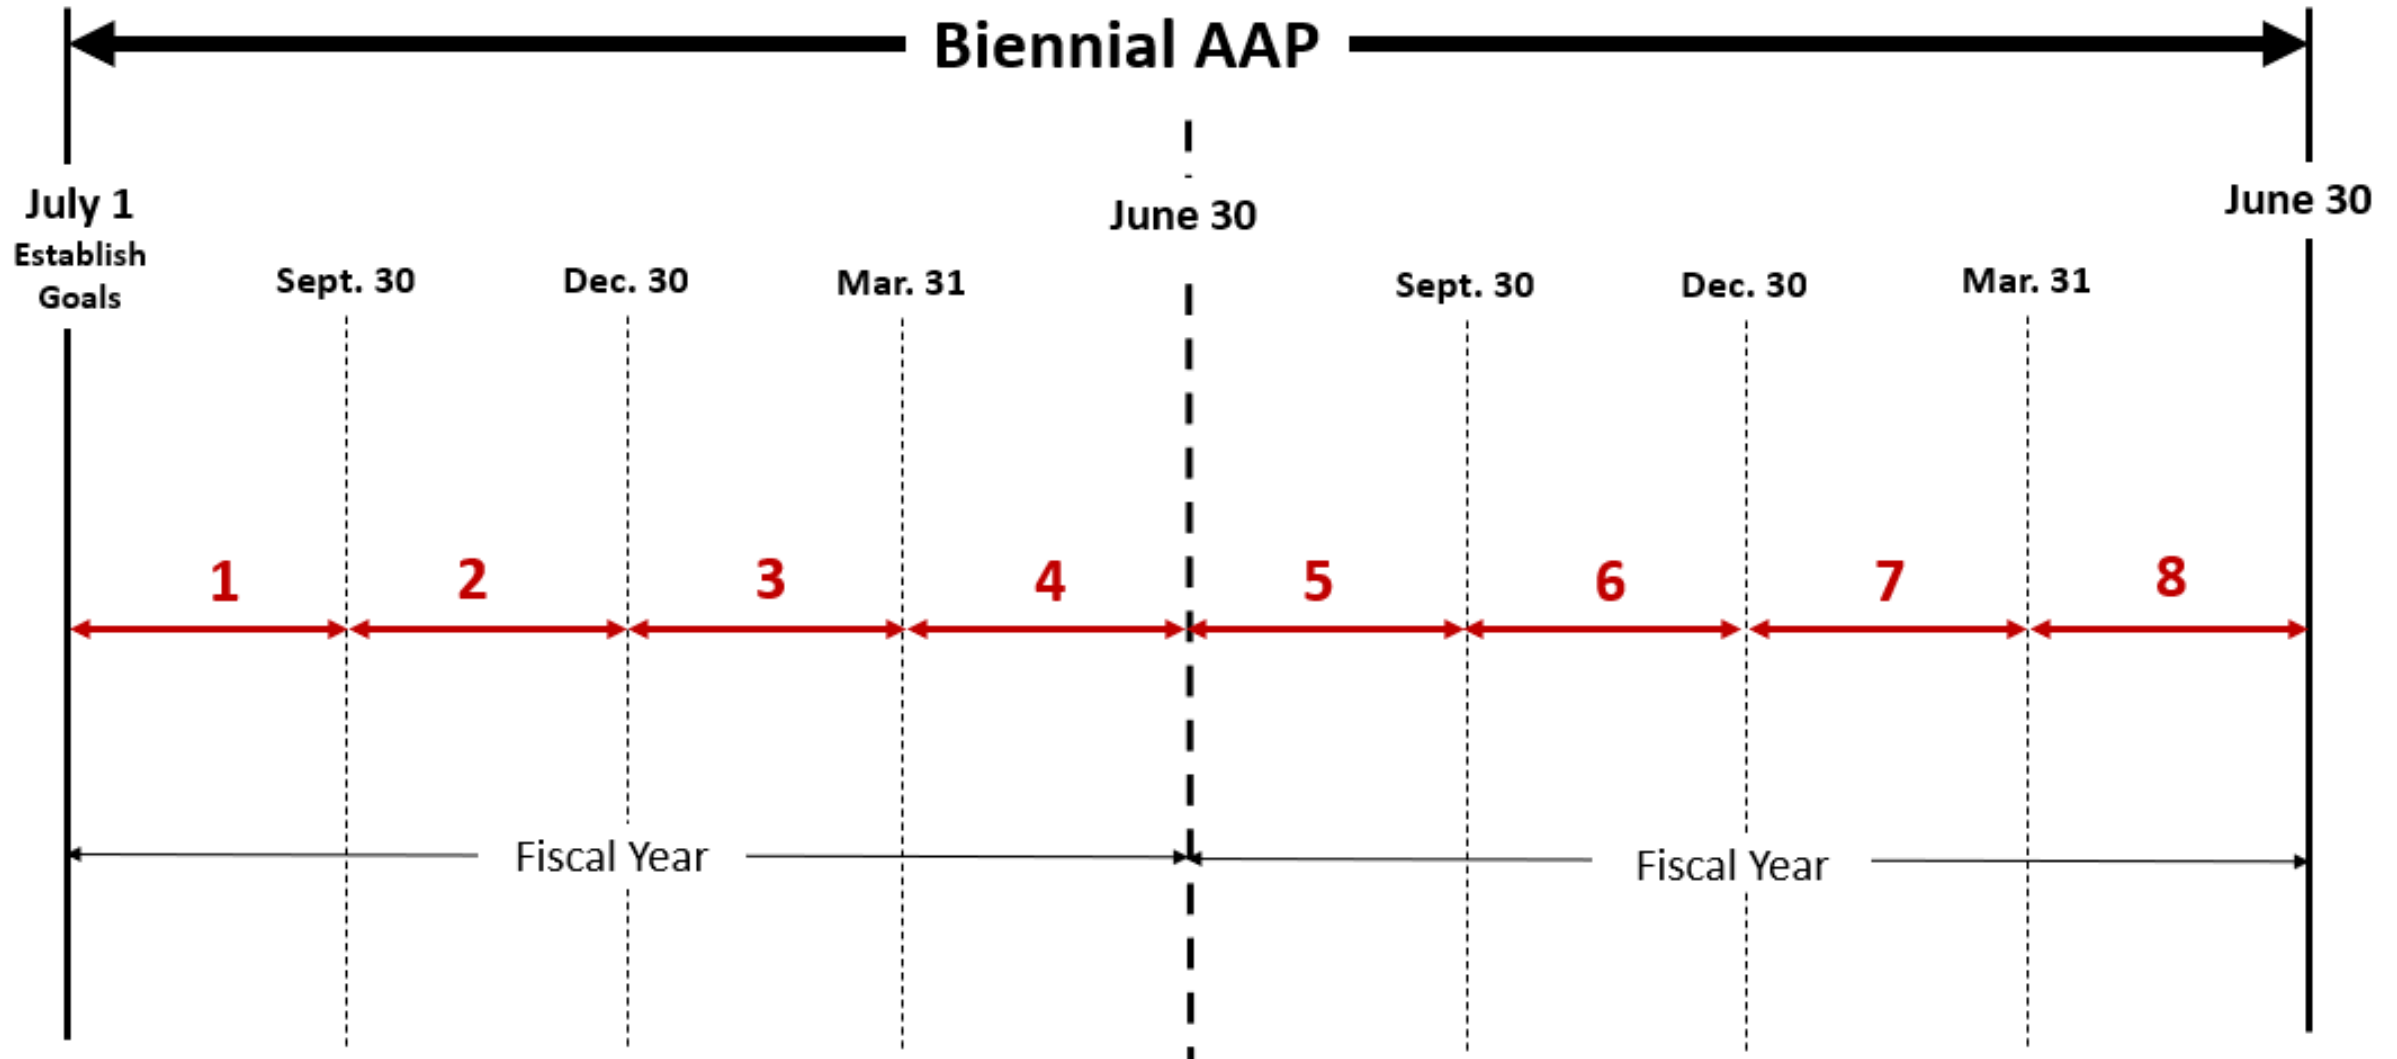 Biennial AAP
July 1
Establish
Goals
June 30
June 30
Sept. 30
Dec. 30
Mar. 31
Sept. 30
Dec. 30
Mar. 31
1
2
3
4
5
6
7
8
Fiscal Year
Fiscal Year